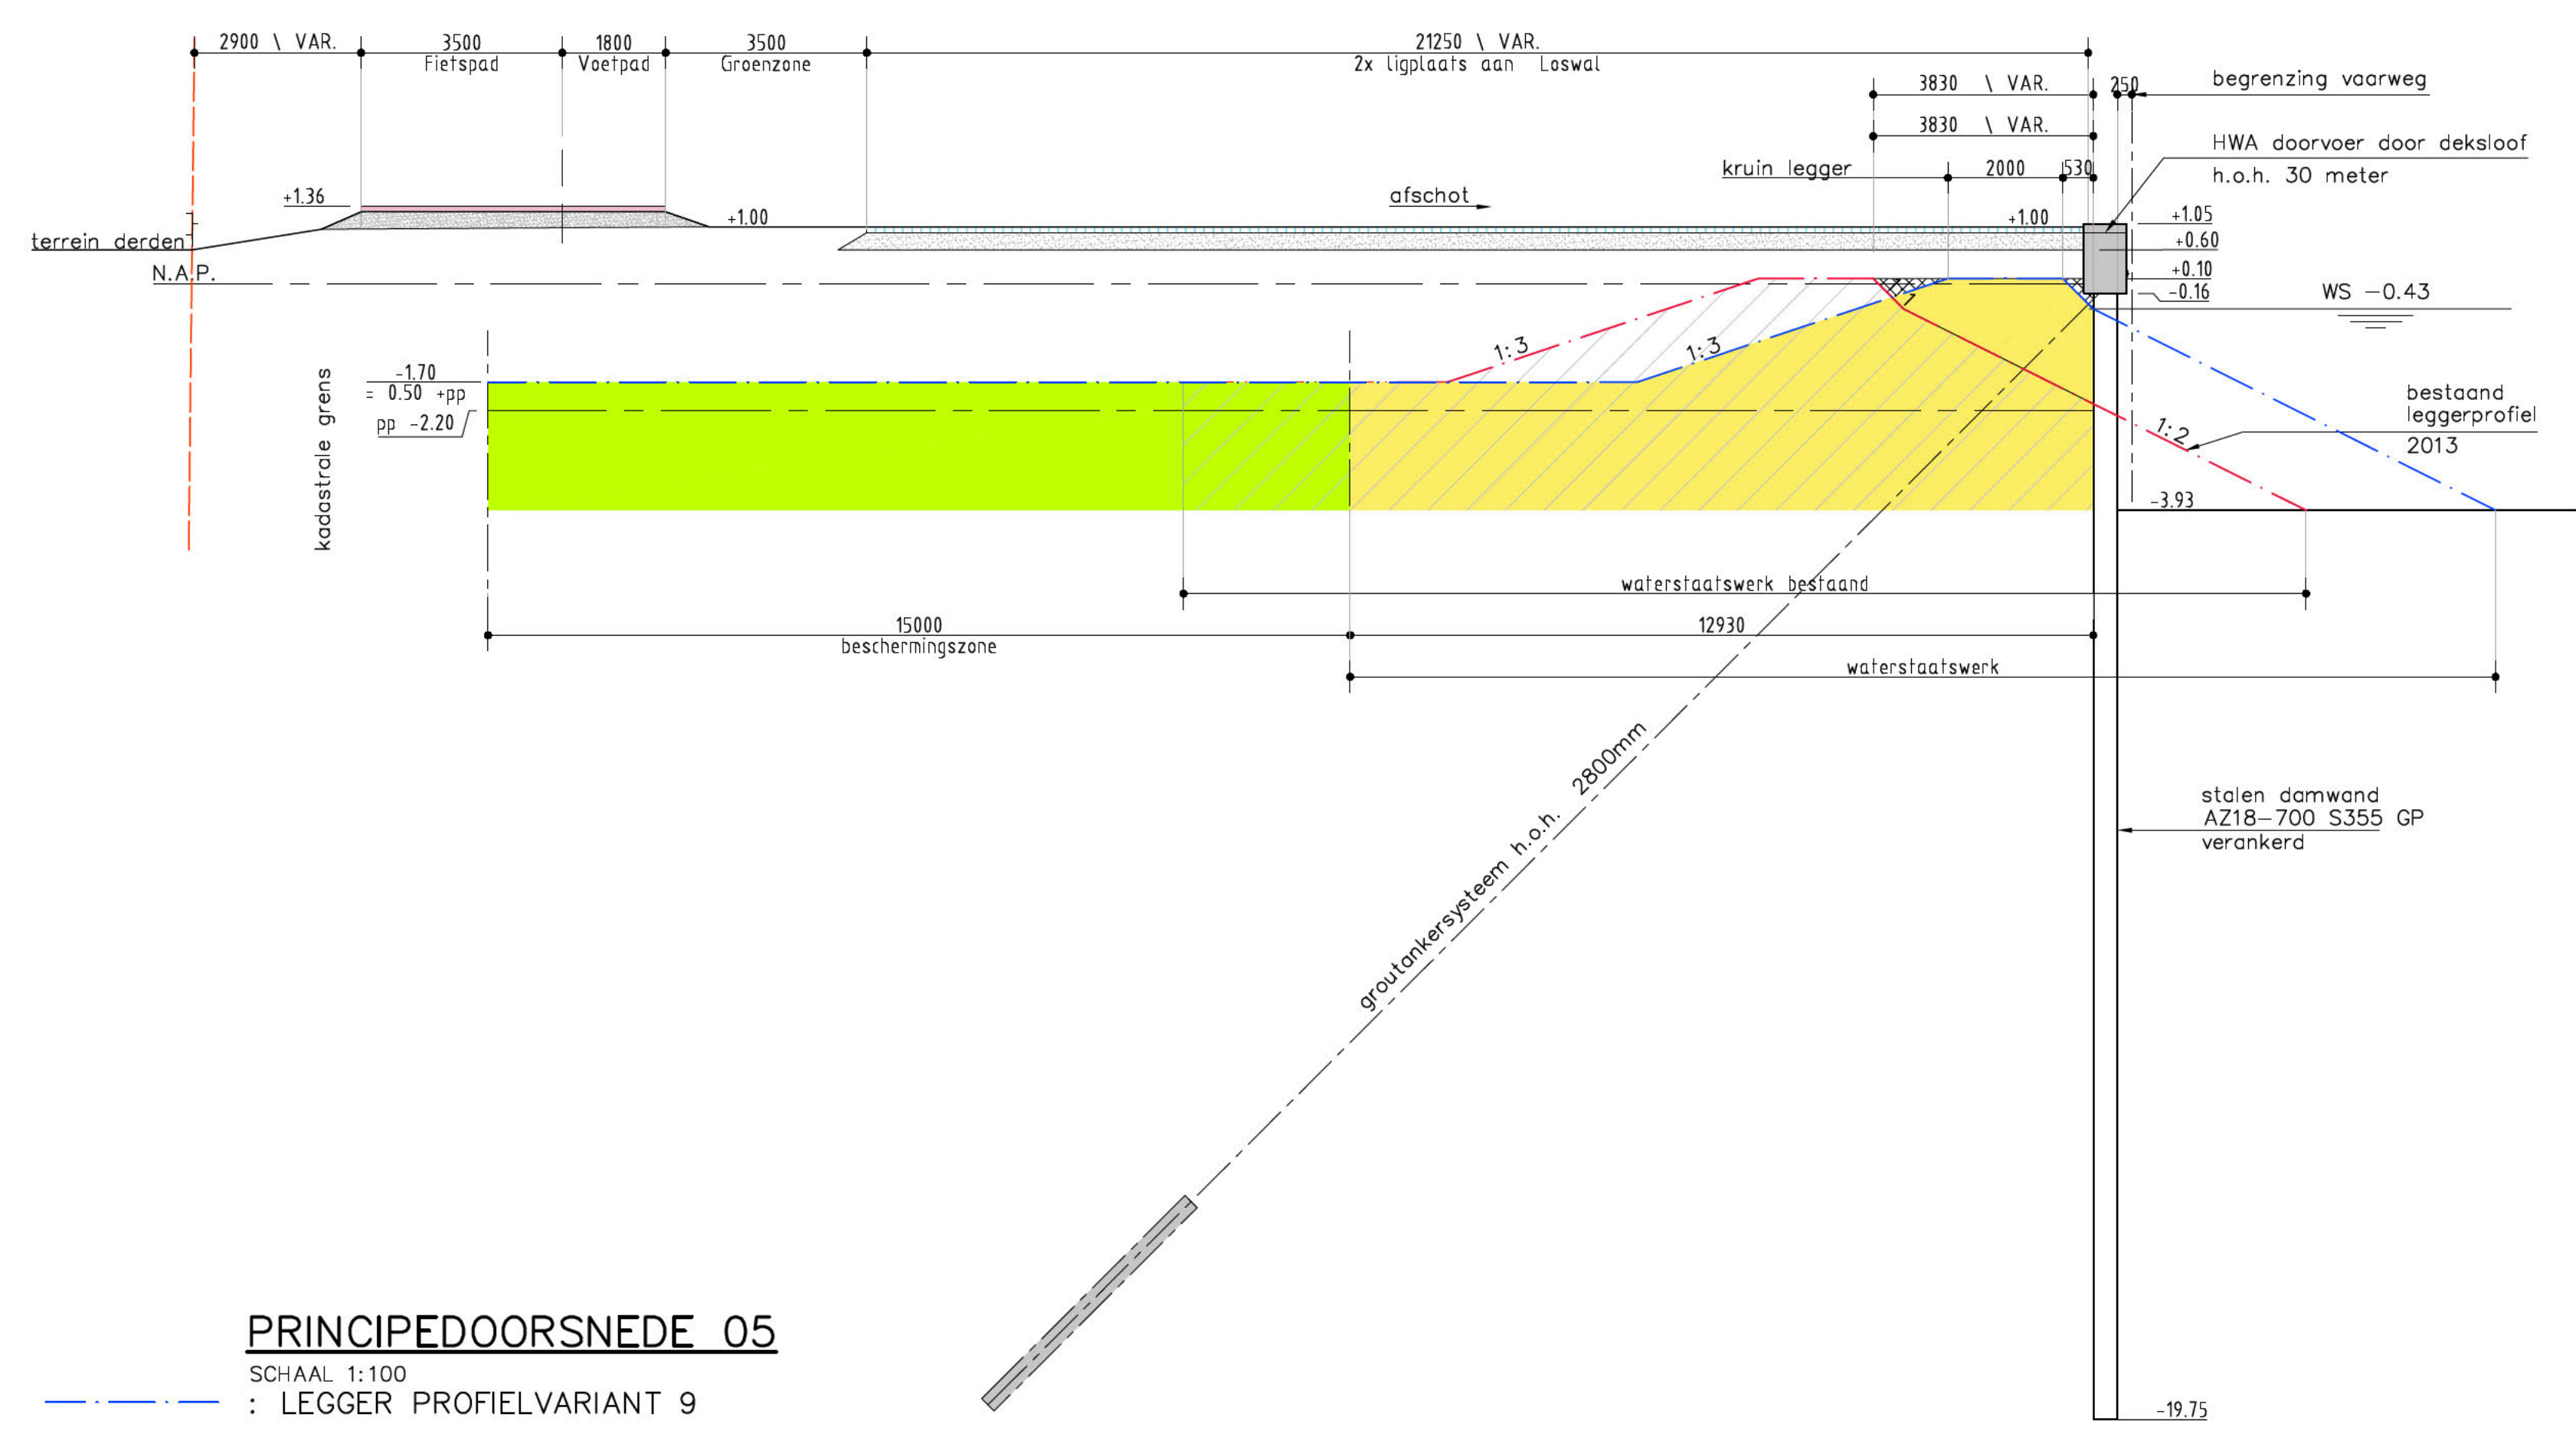 2900 \ VAR.
3500
Fietspad
1800
Voetpad
3500
Groenzone
21250 \ VAR.
2x ligplaats aan Loswal
3830 \ VAR.
250
begrenzing vaarweg
3830 \ VAR.
HWA doorvoer door deksloof
h.o.h. 30 meter
kruin legger
2000
530
afschot
+1.36
+1.00
+1.00
+1.05
+0.60
+0.10
-0.16
terrein derden
N.A.P.
WS -0.43
1:3
1:3
1
kadastrale grens
-1.70
= 0.50 +pp
pp -2.20
bestaand
leggerprofiel
2013
1:2
-3.93
waterstaatswerk bestaand
15000
beschermingszone
12930
waterstaatswerk
groutankersysteem h.o.h. 2800mm
stalen damwand
AZ18-700 S355 GP
verankerd
PRINCIPEDOORSNEDE 05
SCHAAL 1:100
: LEGGER PROFIELVARIANT 9
-19.75